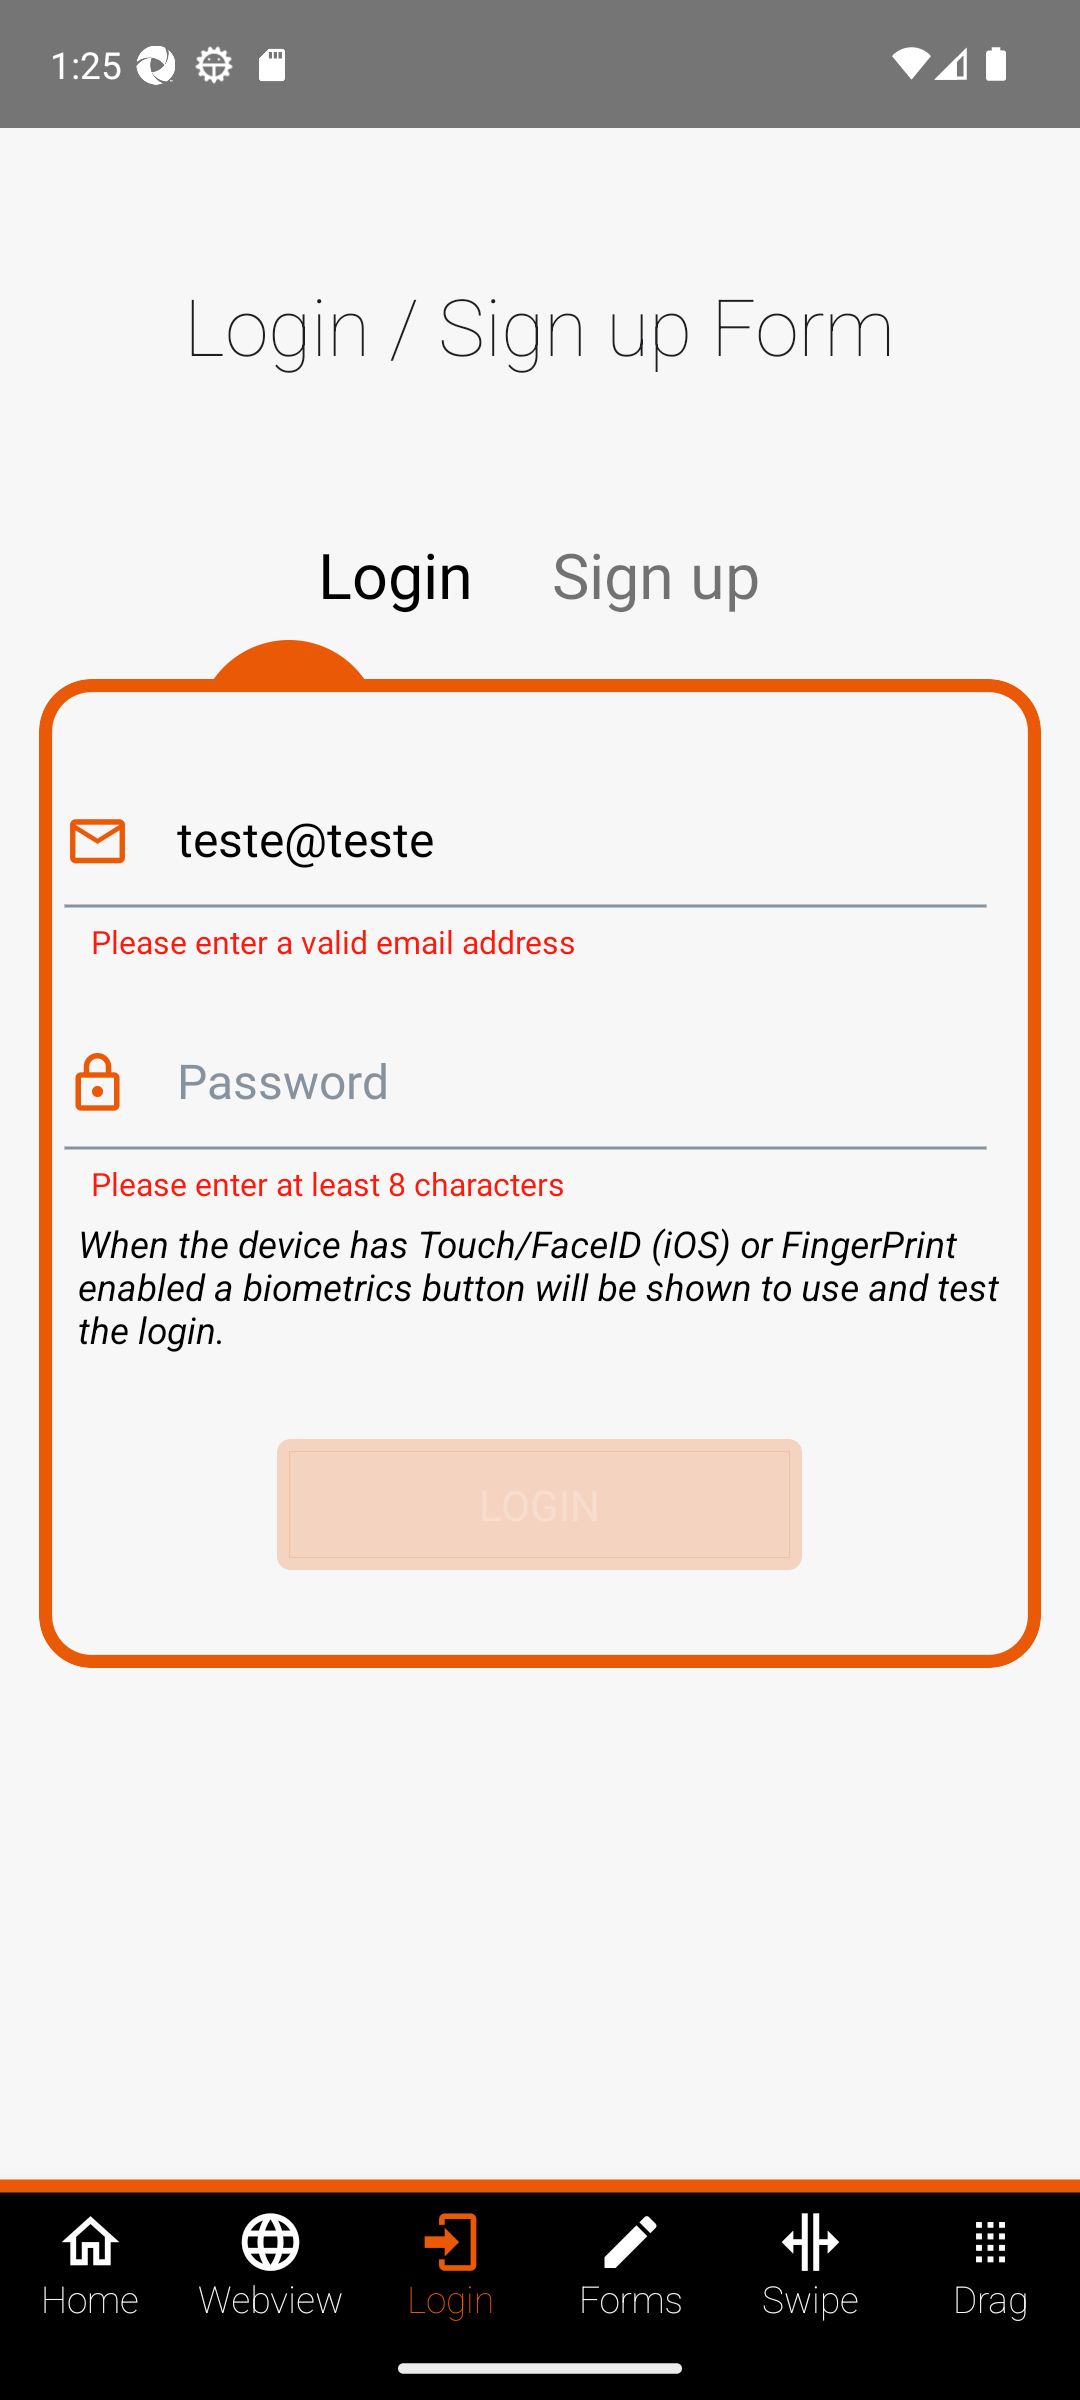 1:25
Login / Sign up Form
Login Sign up
teste@teste
Please enter a valid email address
Password
Please enter at least 8 characters
When the device has Touch/FaceID (iOS) or FingerPrint
enabled a biometrics button will be shown to use and test
the login.
LOGIN
Home Webview Login Forms Swipe Drag